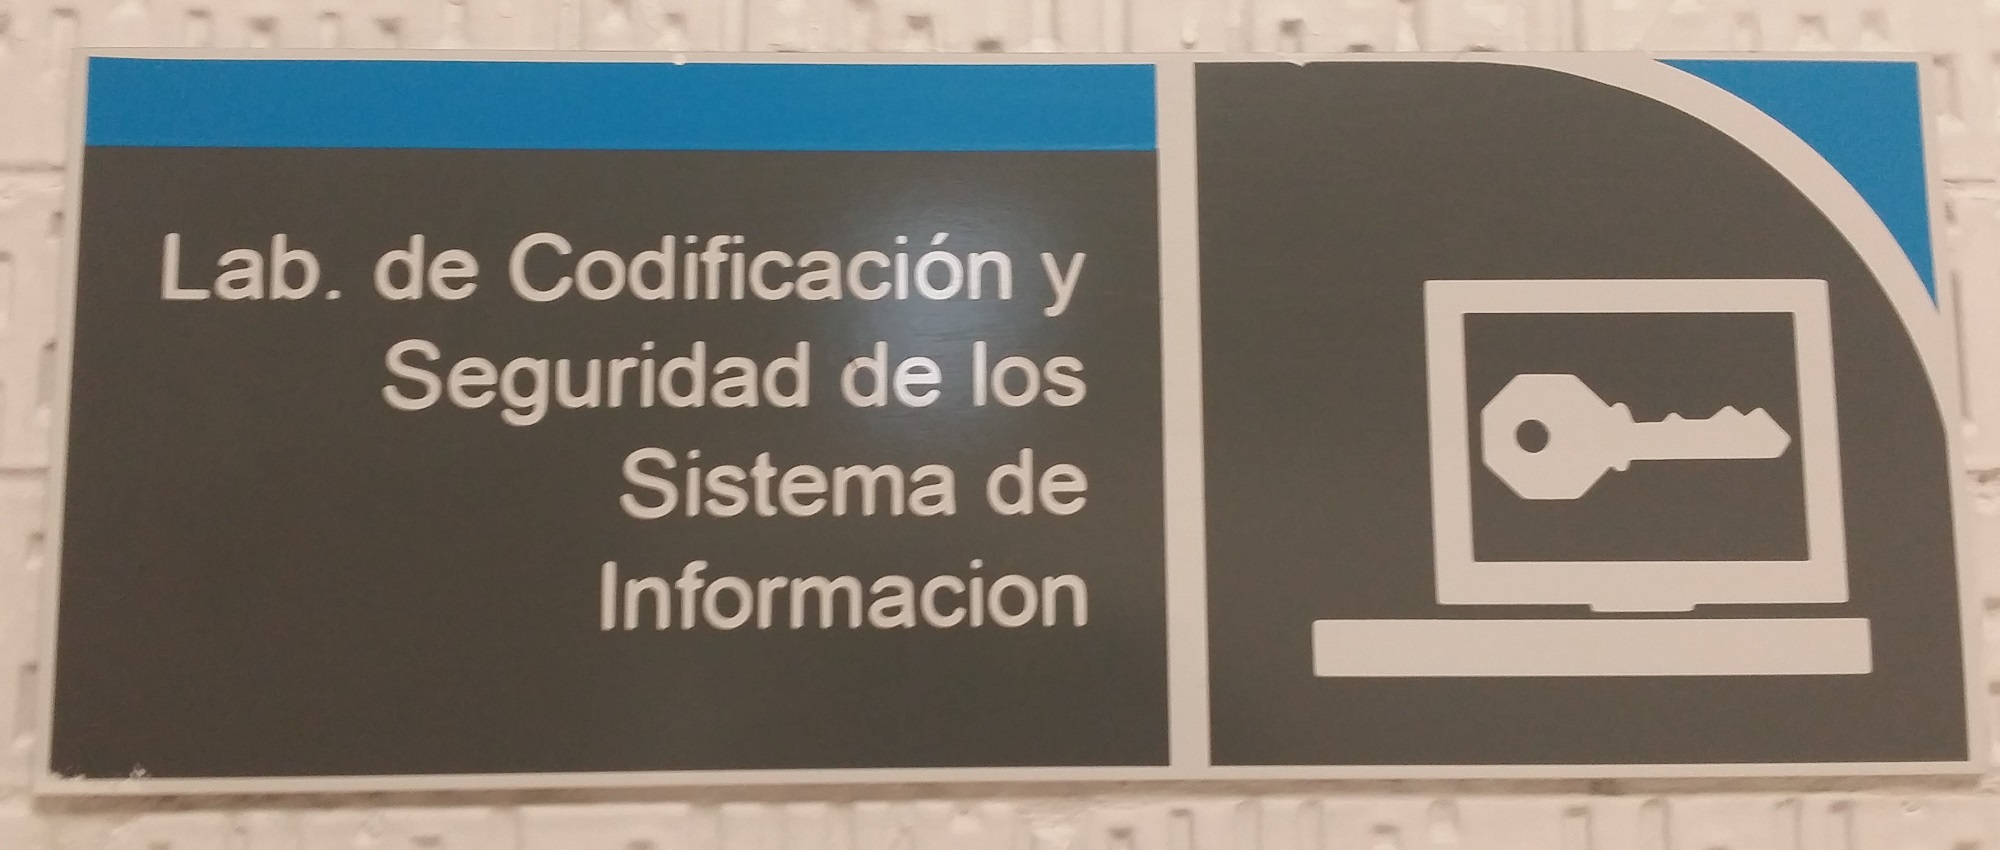 Lab. de Codificación y
Seguridad de los
Sistema de
Informacion